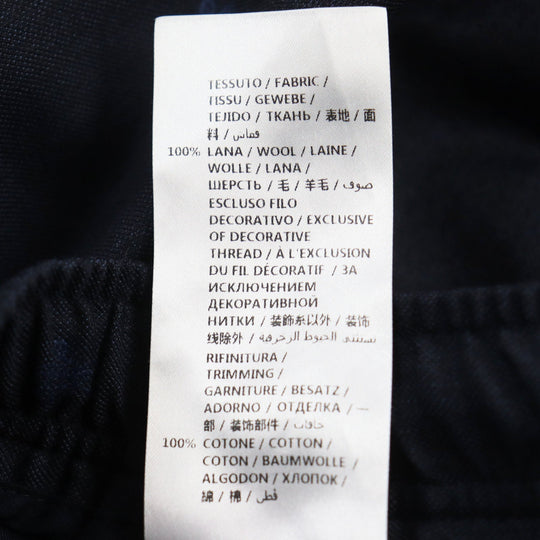 TESSUTO / FABRIC /
TISSU / GEWEBE /
TEJIDO / ТКАНЬ / 表地 / 面
料 / قماش
100% LANA / WOOL / LAINE /
WOLLE / LANA /
ШЕРСТЬ / 毛 / 羊毛 / صوف
ESCLUSO FILO
DECORATIVO / EXCLUSIVE
OF DECORATIVE
THREAD / À L'EXCLUSION
DU FIL DÉCORATIF / ЗА
ИСКЛЮЧЕНИЕМ
ДЕКОРАТИВНОЙ
НИТКИ / 装飾糸以外 / 装饰
线除外 / يستثنى الخيوط الزخرفية
RIFINITURA /
TRIMMING /
GARNITURE / BESATZ /
ADORNO / ОТДЕЛКА / 一
部 / 装饰部件 / حافات
100% COTONE / COTTON /
COTON / BAUMWOLLE /
ALGODON / ХЛОПОК /
綿 / 棉 / قطن